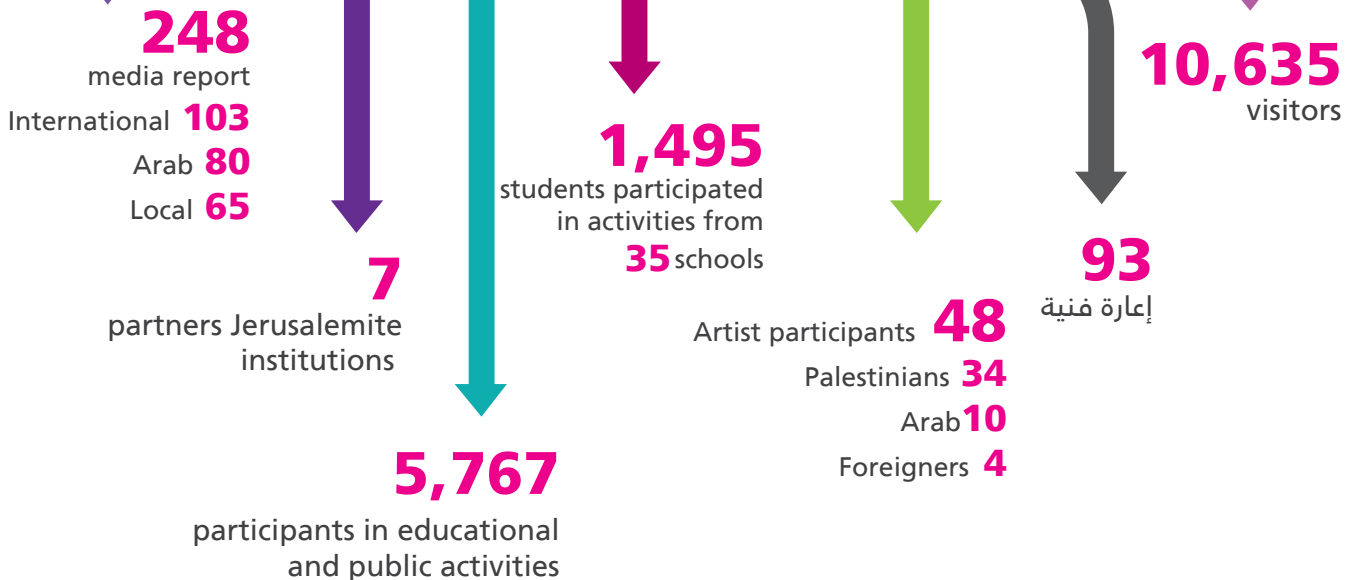 248
media report
International 103
Arab 80
Local 65
7
partners Jerusalemite
institutions
5,767
participants in educational
and public activities
1,495
students participated
in activities from
35 schools
Artist participants 48
Palestinians 34
Arab 10
Foreigners 4
93
إعارة فنية
10,635
visitors